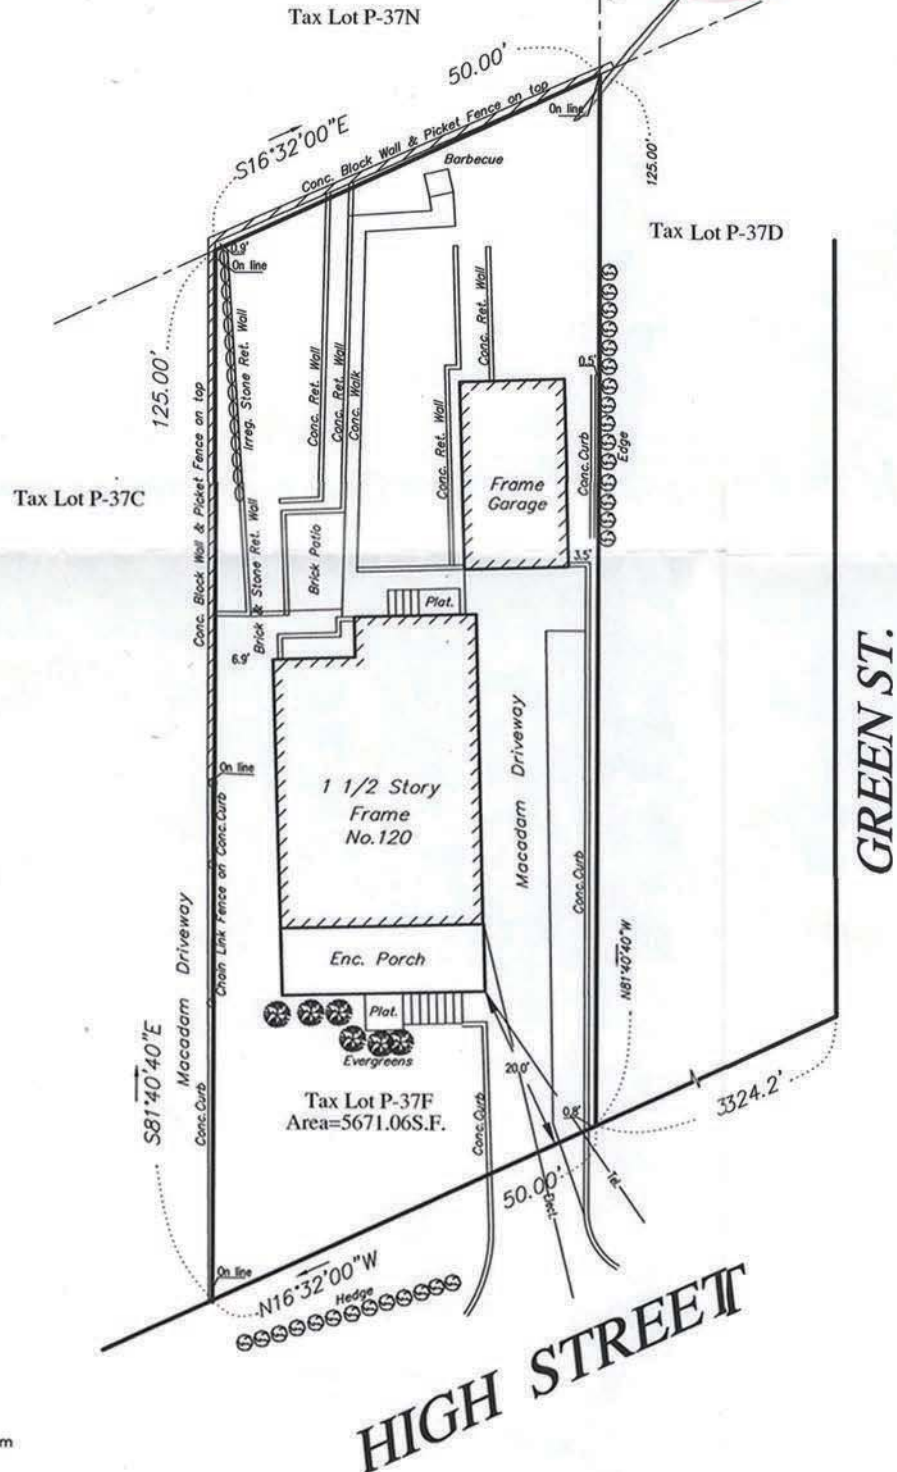 Tax Lot P-37N
50.00'
S16°32'00"E
Conc. Block Wall & Picket Fence on top
On line
Barbecue
125.00'
Tax Lot P-37D
0.9'
On line
125.00'
Irreg. Stone Ret. Wall
Conc. Ret. Wall
Conc. Ret. Wall
Conc. Walk
Conc. Ret. Wall
Conc. Ret. Wall
0.5'
Conc. Block Wall & Picket Fence on top
Conc.Curb
Edge
Tax Lot P-37C
Frame
Garage
Brick & Stone Ret. Wall
Brick Patio
3.5'
Plat.
6.9'
GREEN ST.
On line
1 1/2 Story
Frame
No.120
Macadam Driveway
Chain Link Fence on Conc.Curb
Macadam Driveway
Conc.Curb
Enc. Porch
N81°40'40"W
Plat.
Evergreens
S81°40'40"E
Conc.Curb
Tax Lot P-37F
Area=5671.06S.F.
Conc.Curb
20.0'
0.8'
3324.2'
50.00'
Tel.
On line
N16°32'00"W
Hedge
HIGH STREET
m